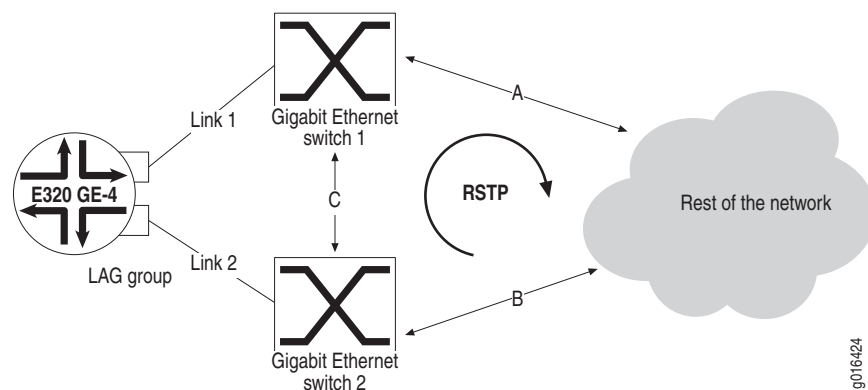 Gigabit Ethernet
switch 1
A
Link 1
E320 GE-4
C
RSTP
Rest of the network
Link 2
LAG group
B
Gigabit Ethernet
switch 2
g016424